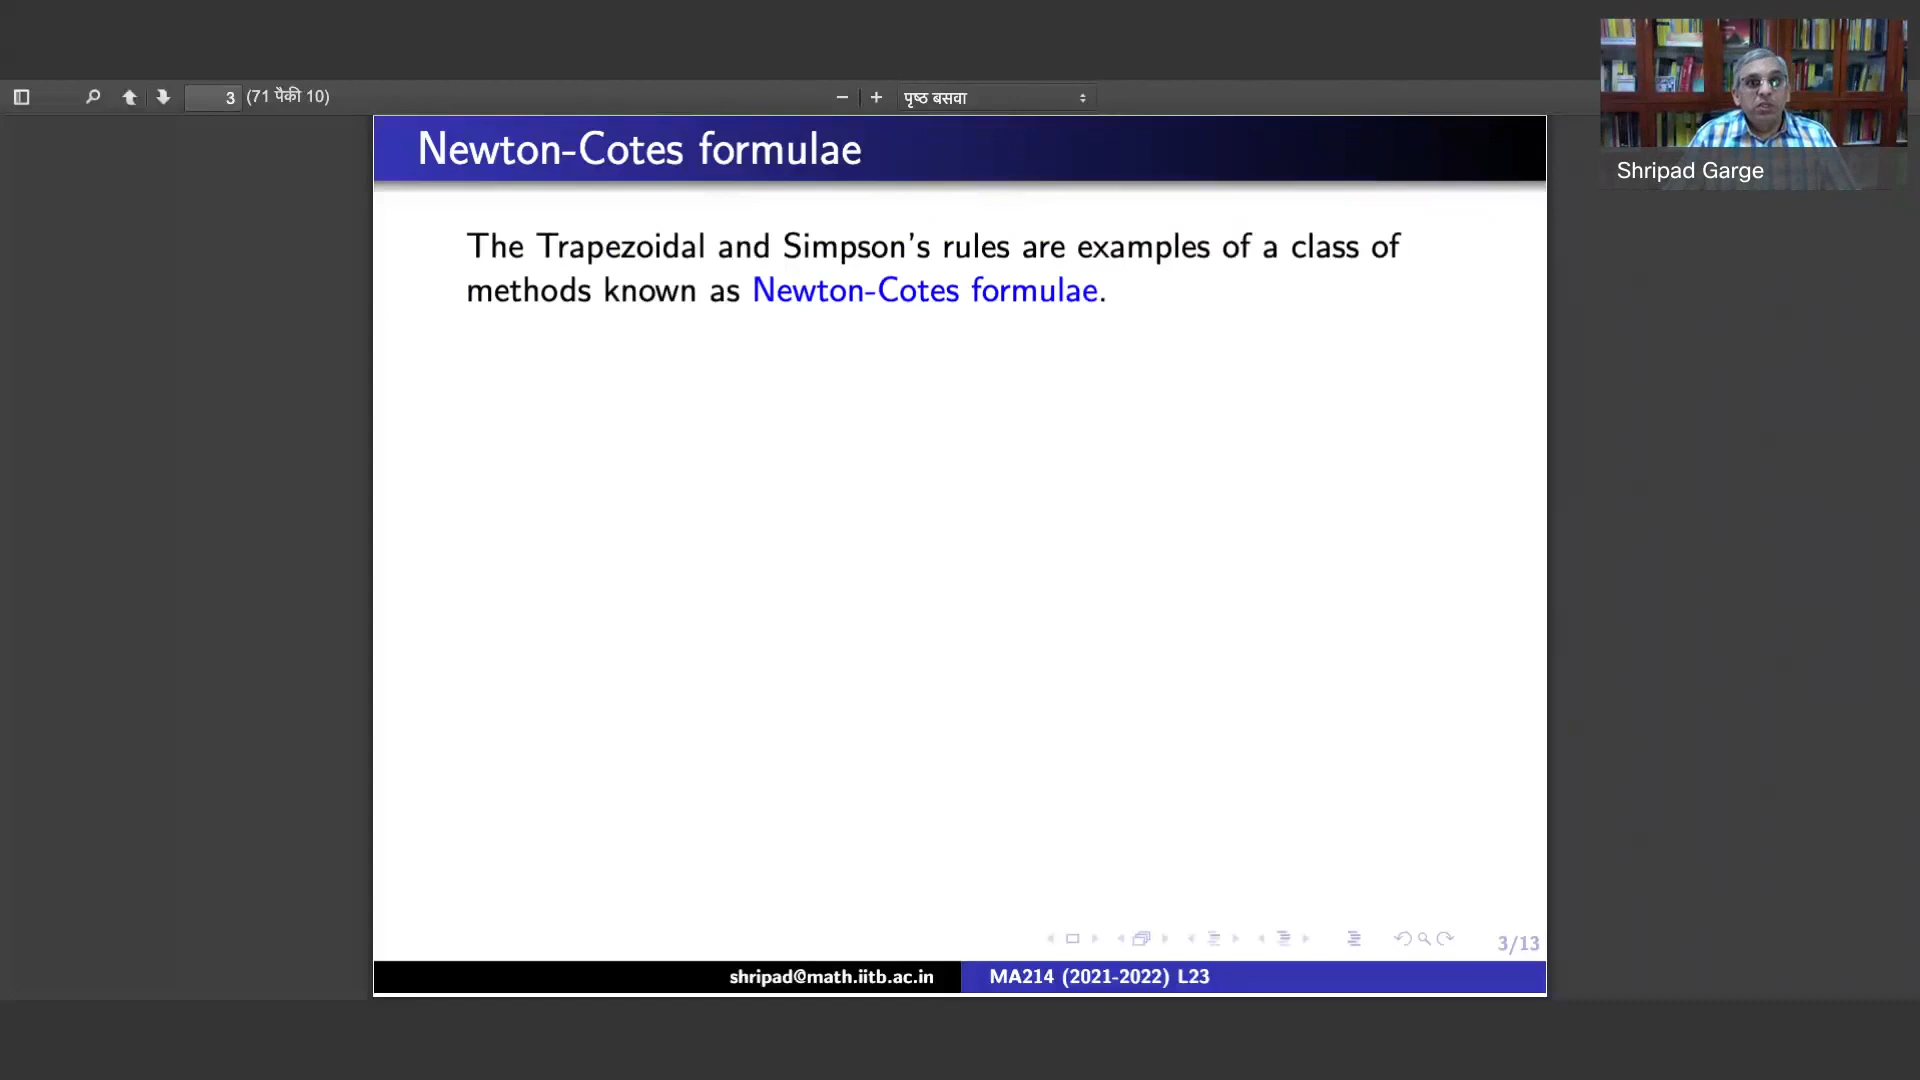 3 (71 पैकी 10)
पृष्ठ बसवा
Shripad Garge
Newton-Cotes formulae
The Trapezoidal and Simpson's rules are examples of a class of
methods known as Newton-Cotes formulae.
3/13
shripad@math.iitb.ac.in
MA214 (2021-2022) L23